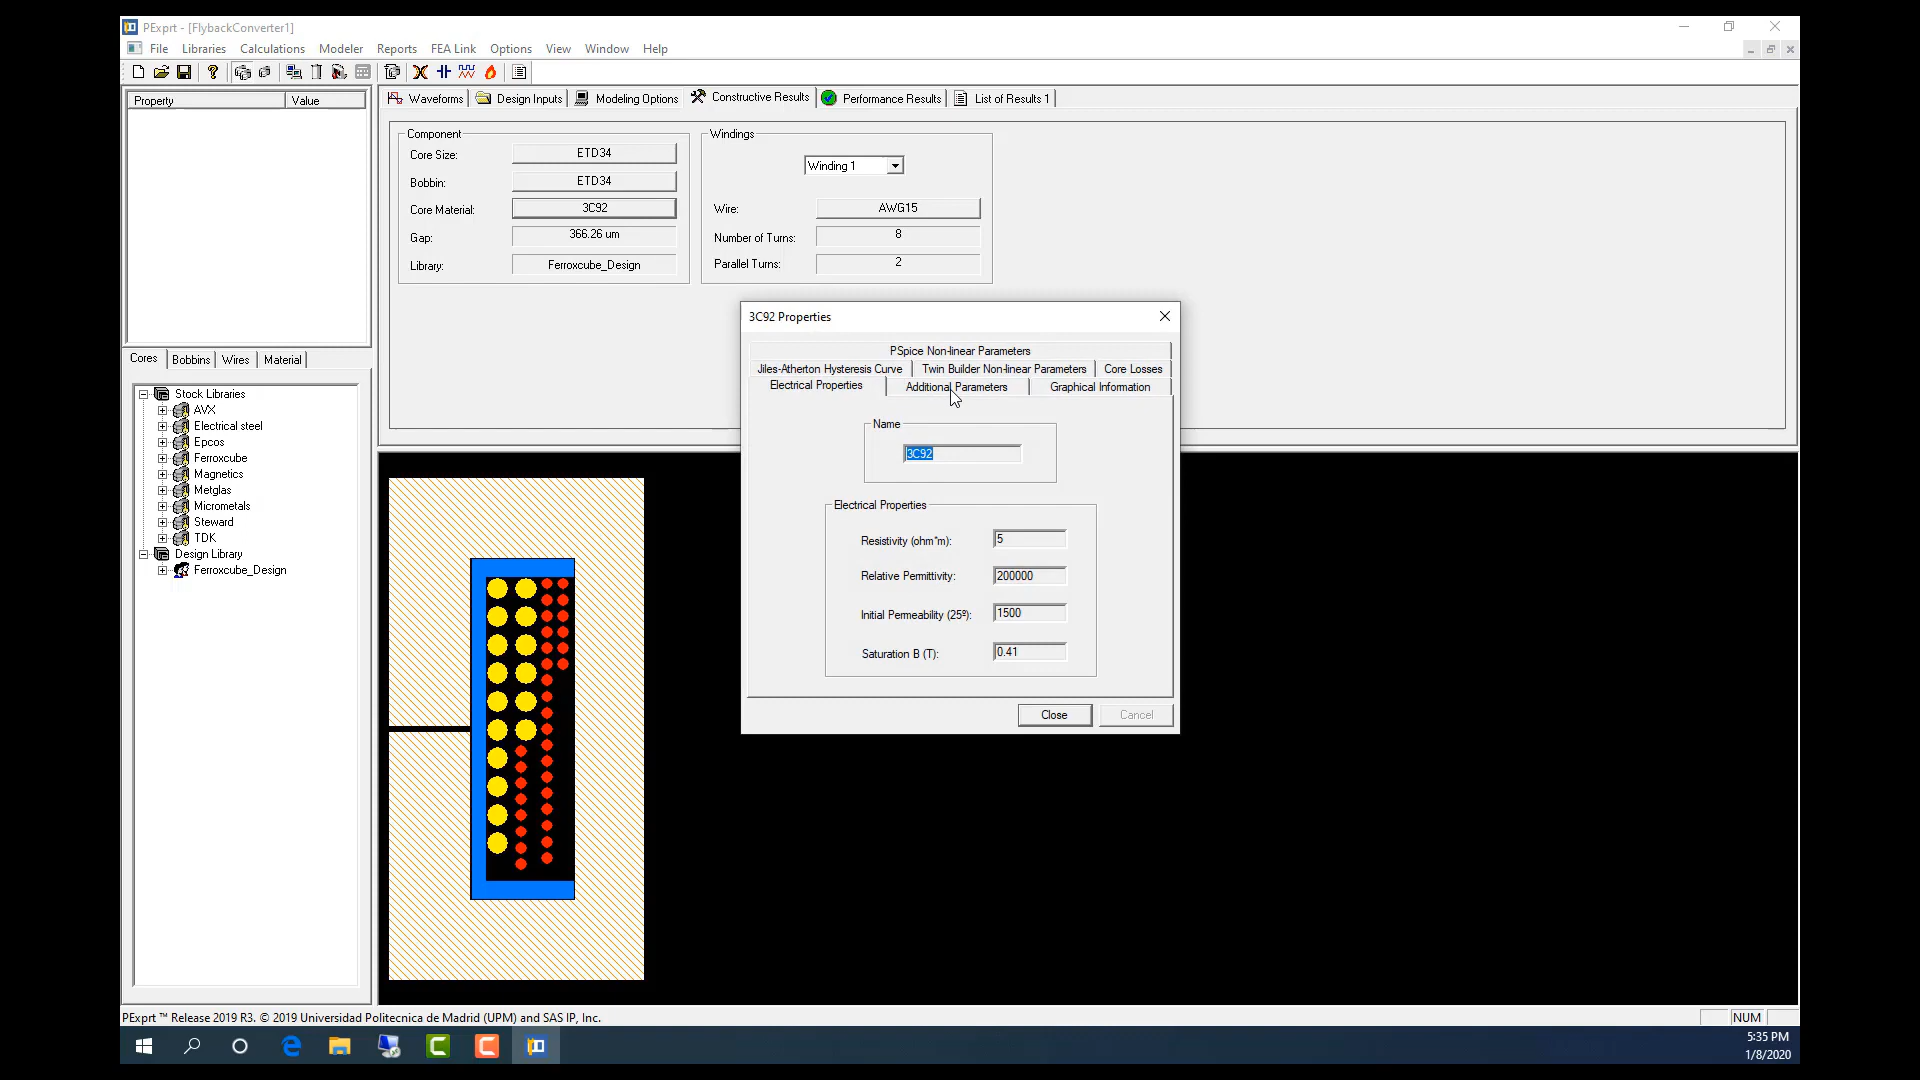 PExprt - [FlybackConverter1]
File Libraries Calculations Modeler Reports FEA Link Options View Window Help
Property Value
Waveforms Design Inputs Modeling Options Constructive Results Performance Results List of Results 1
Component
Core Size: ETD34
Bobbin: ETD34
Core Material: 3C92
Gap: 366.26 um
Library: Ferroxcube_Design
Windings
Winding 1
Wire: AWG15
Number of Turns: 8
Parallel Turns: 2
Cores Bobbins Wires Material
Stock Libraries
AVX
Electrical steel
Epcos
Ferroxcube
Magnetics
Metglas
Micrometals
Steward
TDK
Design Library
Ferroxcube_Design
3C92 Properties
PSpice Non-linear Parameters
Jiles-Atherton Hysteresis Curve Twin Builder Non-linear Parameters Core Losses
Electrical Properties Additional Parameters Graphical Information
Name
3C92
Electrical Properties
Resistivity (ohm*m): 5
Relative Permittivity: 200000
Initial Permeability (25º): 1500
Saturation B (T): 0.41
Close Cancel
PExprt ™ Release 2019 R3. © 2019 Universidad Politecnica de Madrid (UPM) and SAS IP, Inc.
NUM
5:35 PM
1/8/2020